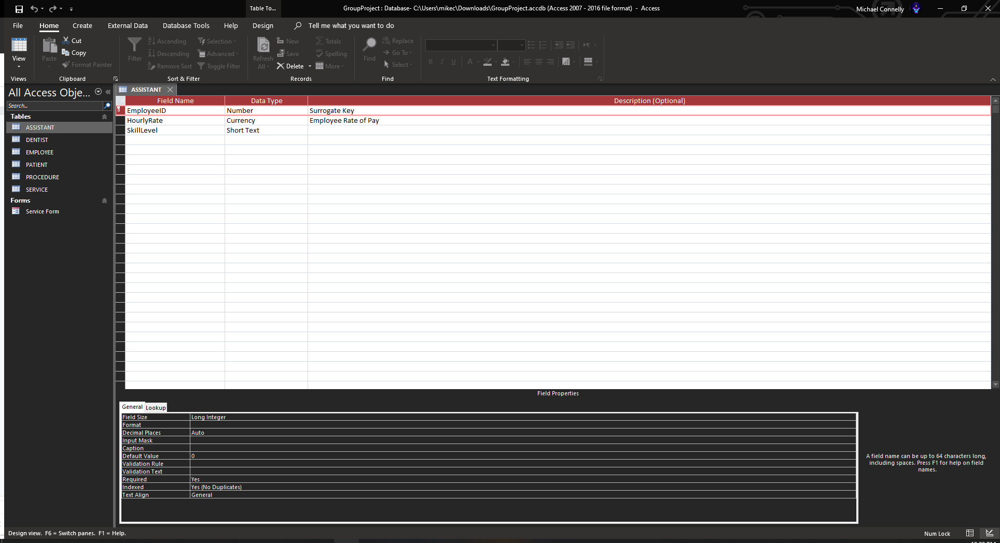 Table To...
GroupProject : Database- C:\Users\mikec\Downloads\GroupProject.accdb (Access 2007 - 2016 file format) - Access
Michael Connelly
File Home Create External Data Database Tools Help Design Tell me what you want to do
View
Views
Paste
Cut
Copy
Format Painter
Clipboard
Filter
Ascending
Descending
Remove Sort
Selection
Advanced
Toggle Filter
Sort & Filter
Refresh
All
New
Save
Delete
Totals
Spelling
More
Records
Find
Replace
Go To
Select
Find
B I U A
Text Formatting
All Access Obje...
Search...
Tables
ASSISTANT
DENTIST
EMPLOYEE
PATIENT
PROCEDURE
SERVICE
Forms
Service Form
ASSISTANT
Field Name Data Type Description (Optional)
EmployeeID Number Surrogate Key
HourlyRate Currency Employee Rate of Pay
SkillLevel Short Text
Field Properties
General Lookup
Field Size Long Integer
Format
Decimal Places Auto
Input Mask
Caption
Default Value 0
Validation Rule
Validation Text
Required Yes
Indexed Yes (No Duplicates)
Text Align General
A field name can be up to 64 characters long,
including spaces. Press F1 for help on field
names.
Design view. F6 = Switch panes. F1 = Help.
Num Lock